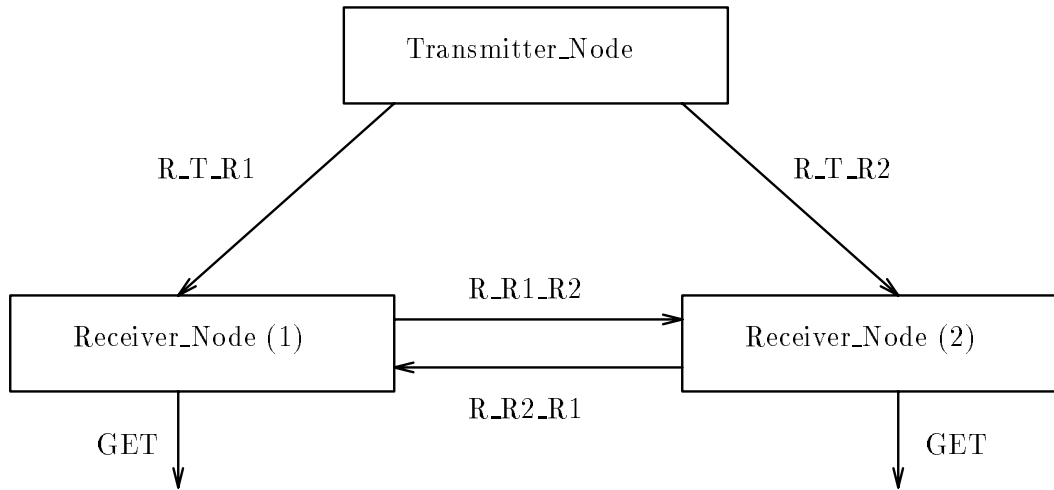 Transmitter_Node
R_T_R1
R_T_R2
R_R1_R2
Receiver_Node (1)
Receiver_Node (2)
R_R2_R1
GET
GET